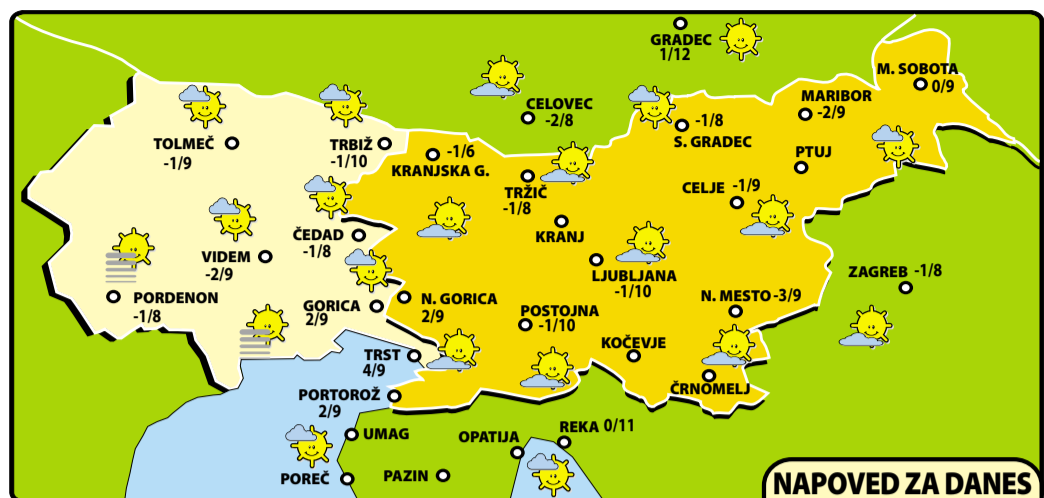 GRADEC
1/12
M. SOBOTA
0/9
CELOVEC
-2/8
MARIBOR
-2/9
-1/8
S. GRADEC
TOLMEČ
-1/9
TRBIŽ
-1/10
-1/6
KRANJSKA G.
PTUJ
TRŽIČ
-1/8
CELJE -1/9
KRANJ
ČEDAD
-1/8
VIDEM
-2/9
LJUBLJANA
-1/10
ZAGREB -1/8
PORDENON
-1/8
GORICA
2/9
N. GORICA
2/9
POSTOJNA
-1/10
N. MESTO -3/9
KOČEVJE
TRST
4/9
ČRNOMELJ
PORTOROŽ
2/9
UMAG
OPATIJA
REKA 0/11
POREČ
PAZIN
NAPOVED ZA DANES